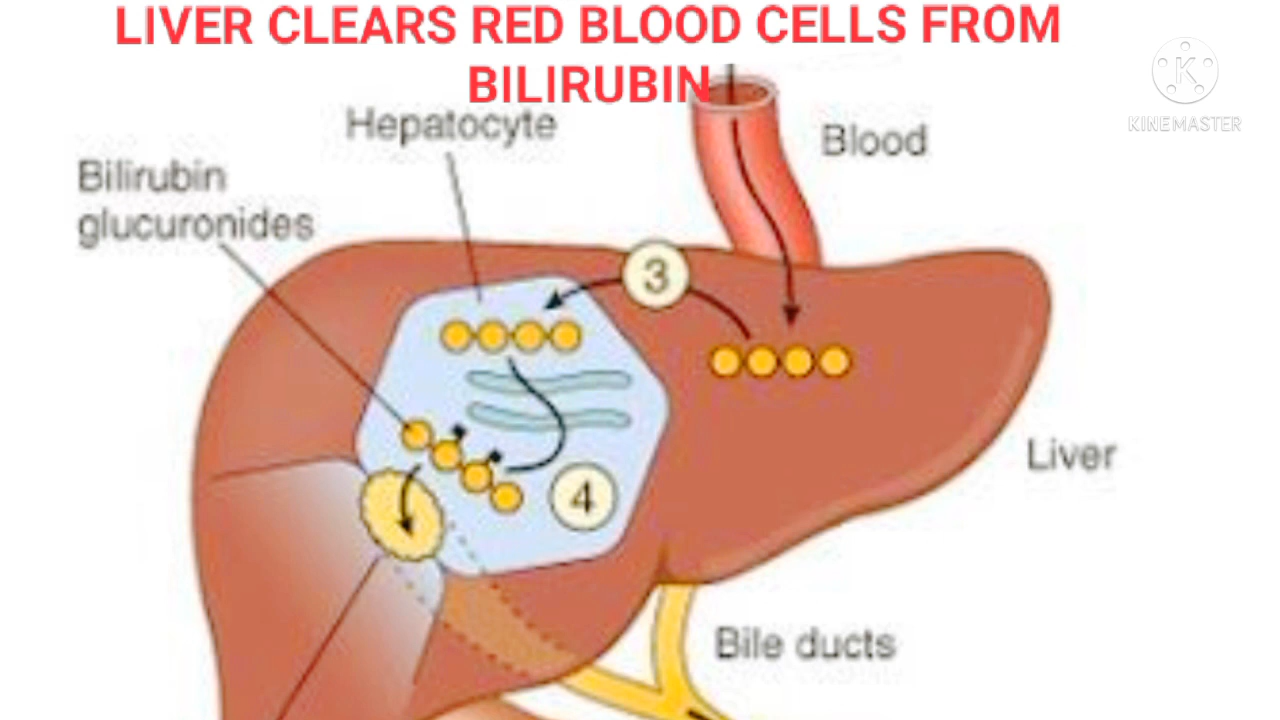 LIVER CLEARS RED BLOOD CELLS FROM
BILIRUBIN
K
KINEMASTER
Hepatocyte
Blood
Bilirubin
glucuronides
3
4
Liver
Bile ducts